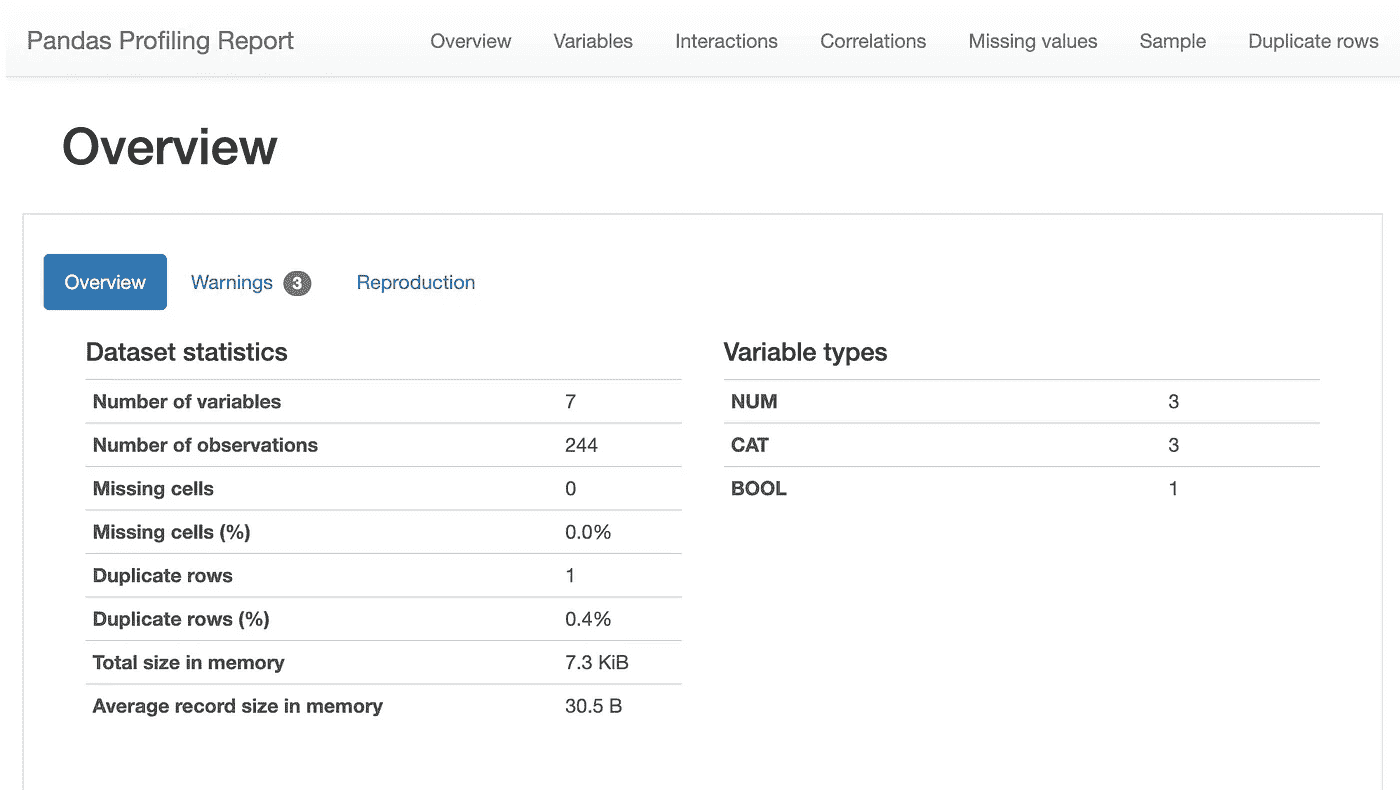 Pandas Profiling Report Overview Variables Interactions Correlations Missing values Sample Duplicate rows
Overview
Overview Warnings 3 Reproduction
Dataset statistics
Number of variables 7
Number of observations 244
Missing cells 0
Missing cells (%) 0.0%
Duplicate rows 1
Duplicate rows (%) 0.4%
Total size in memory 7.3 KiB
Average record size in memory 30.5 B
Variable types
NUM 3
CAT 3
BOOL 1